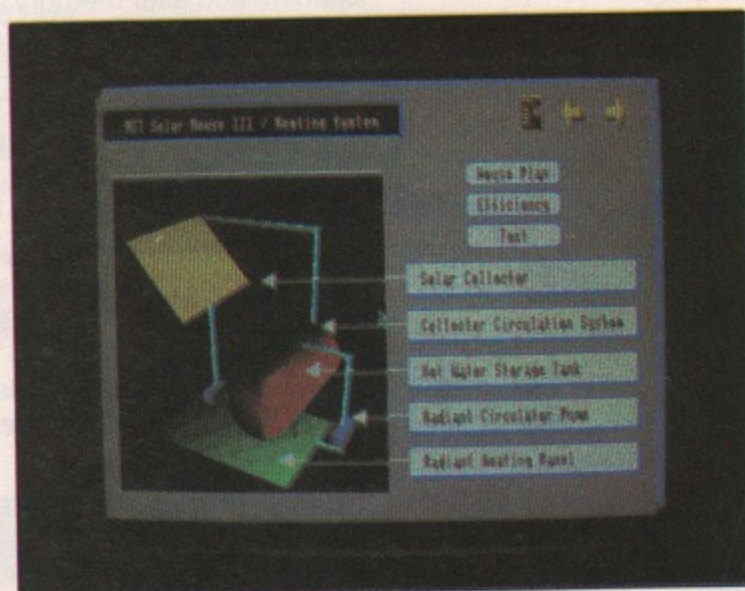 MIT Solar House III / Heating System
House Plan
Efficiency
Text
Solar Collector
Collector Circulation System
Hot Water Storage Tank
Radiant Circulator Pump
Radiant Heating Panel